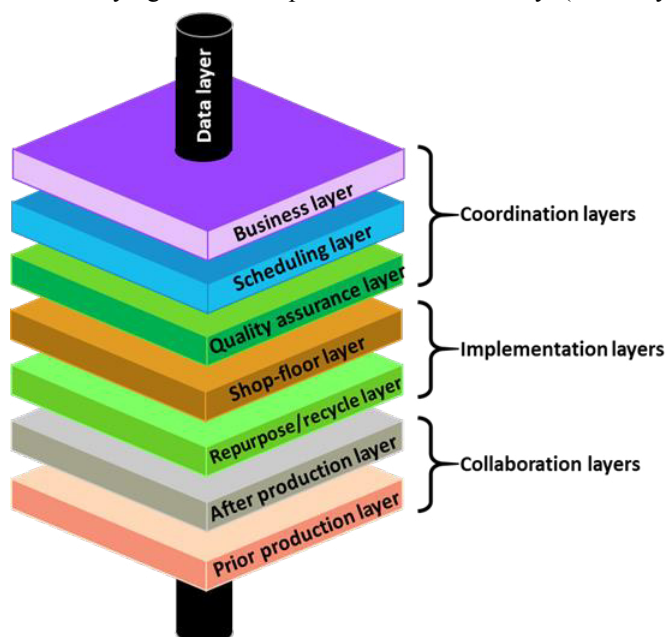 Data layer
Business layer
Scheduling layer
Quality assurance layer
Shop-floor layer
Repurpose/recycle layer
After production layer
Prior production layer
Coordination layers
Implementation layers
Collaboration layers